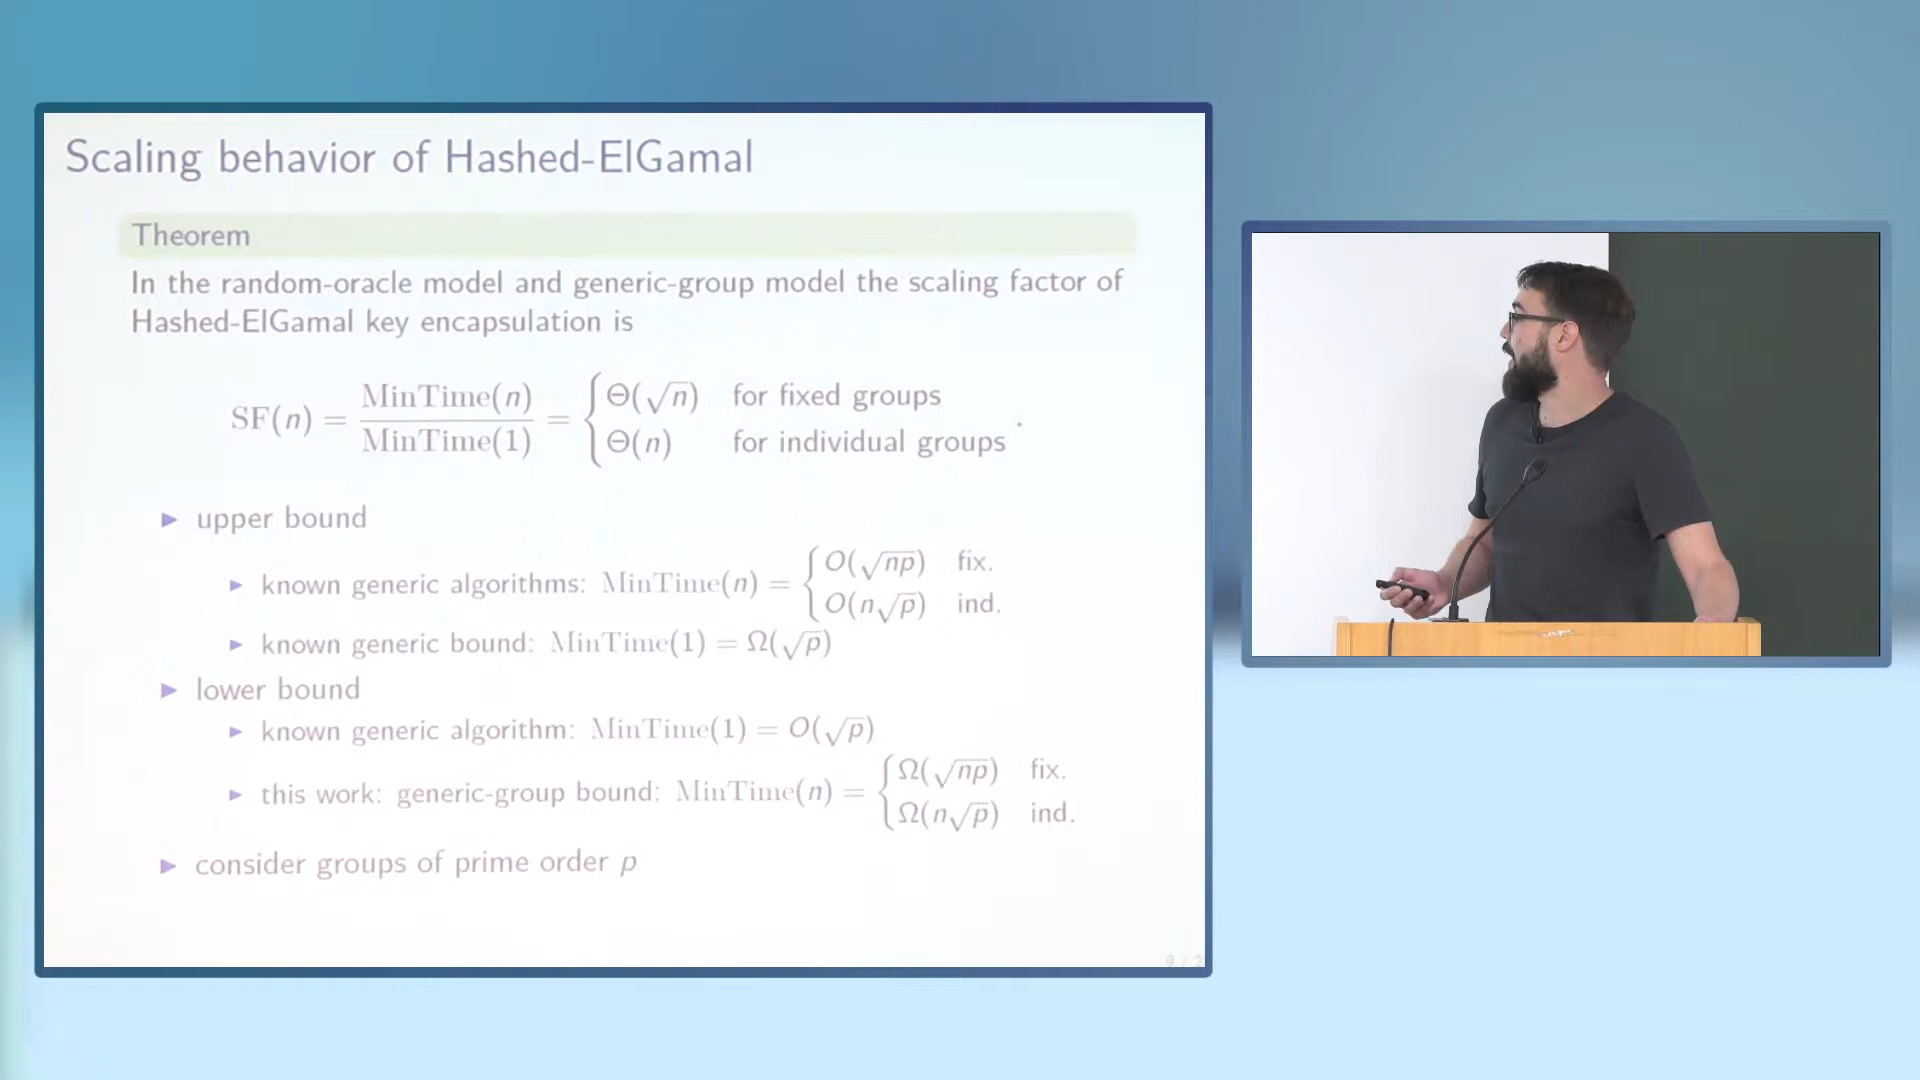 Scaling behavior of Hashed-ElGamal
Theorem
In the random-oracle model and generic-group model the scaling factor of
Hashed-ElGamal key encapsulation is
SF(n) = MinTime(n) / MinTime(1) = { Θ(√n) for fixed groups
Θ(n) for individual groups .
▶ upper bound
▶ known generic algorithms: MinTime(n) = { O(√np) fix.
O(n√p) ind.
▶ known generic bound: MinTime(1) = Ω(√p)
▶ lower bound
▶ known generic algorithm: MinTime(1) = O(√p)
▶ this work: generic-group bound: MinTime(n) = { Ω(√np) fix.
Ω(n√p) ind.
▶ consider groups of prime order p
9 / 2